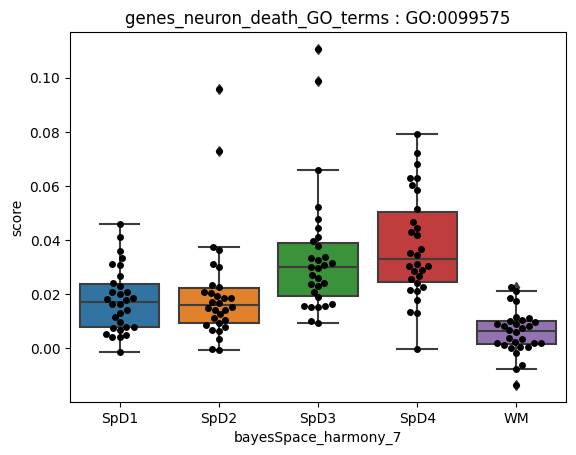 genes_neuron_death_GO_terms : GO:0099575
0.10
0.08
0.06
0.04
0.02
0.00
score
SpD1 SpD2 SpD3 SpD4 WM
bayesSpace_harmony_7